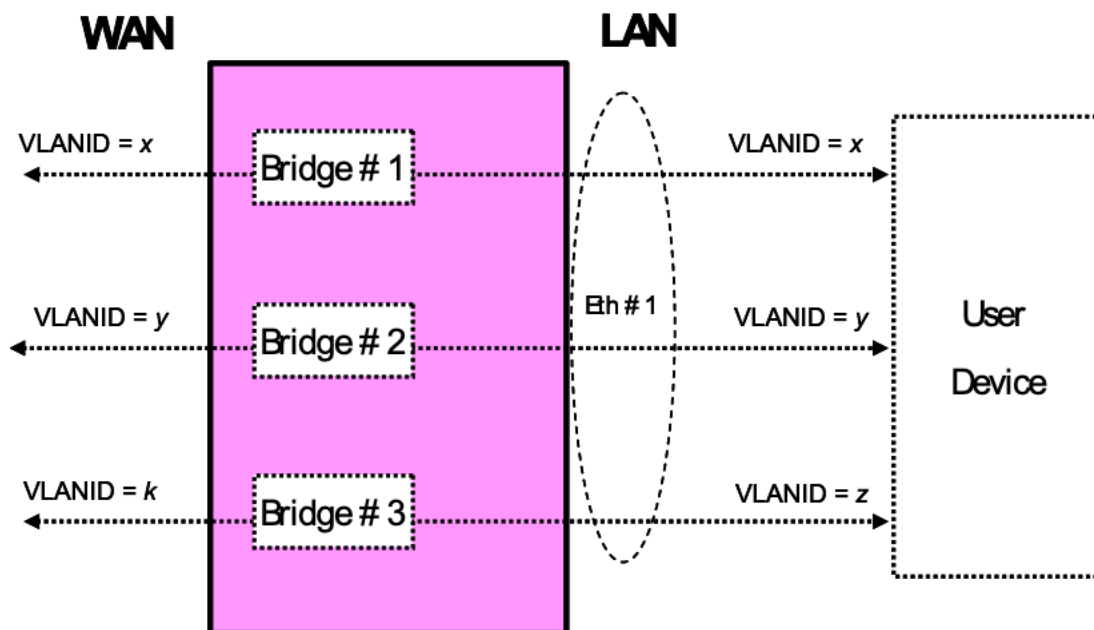 WAN
LAN
VLANID = x
Bridge # 1
VLANID = x
VLANID = y
Bridge # 2
Eth # 1
VLANID = y
User
Device
VLANID = k
Bridge # 3
VLANID = z